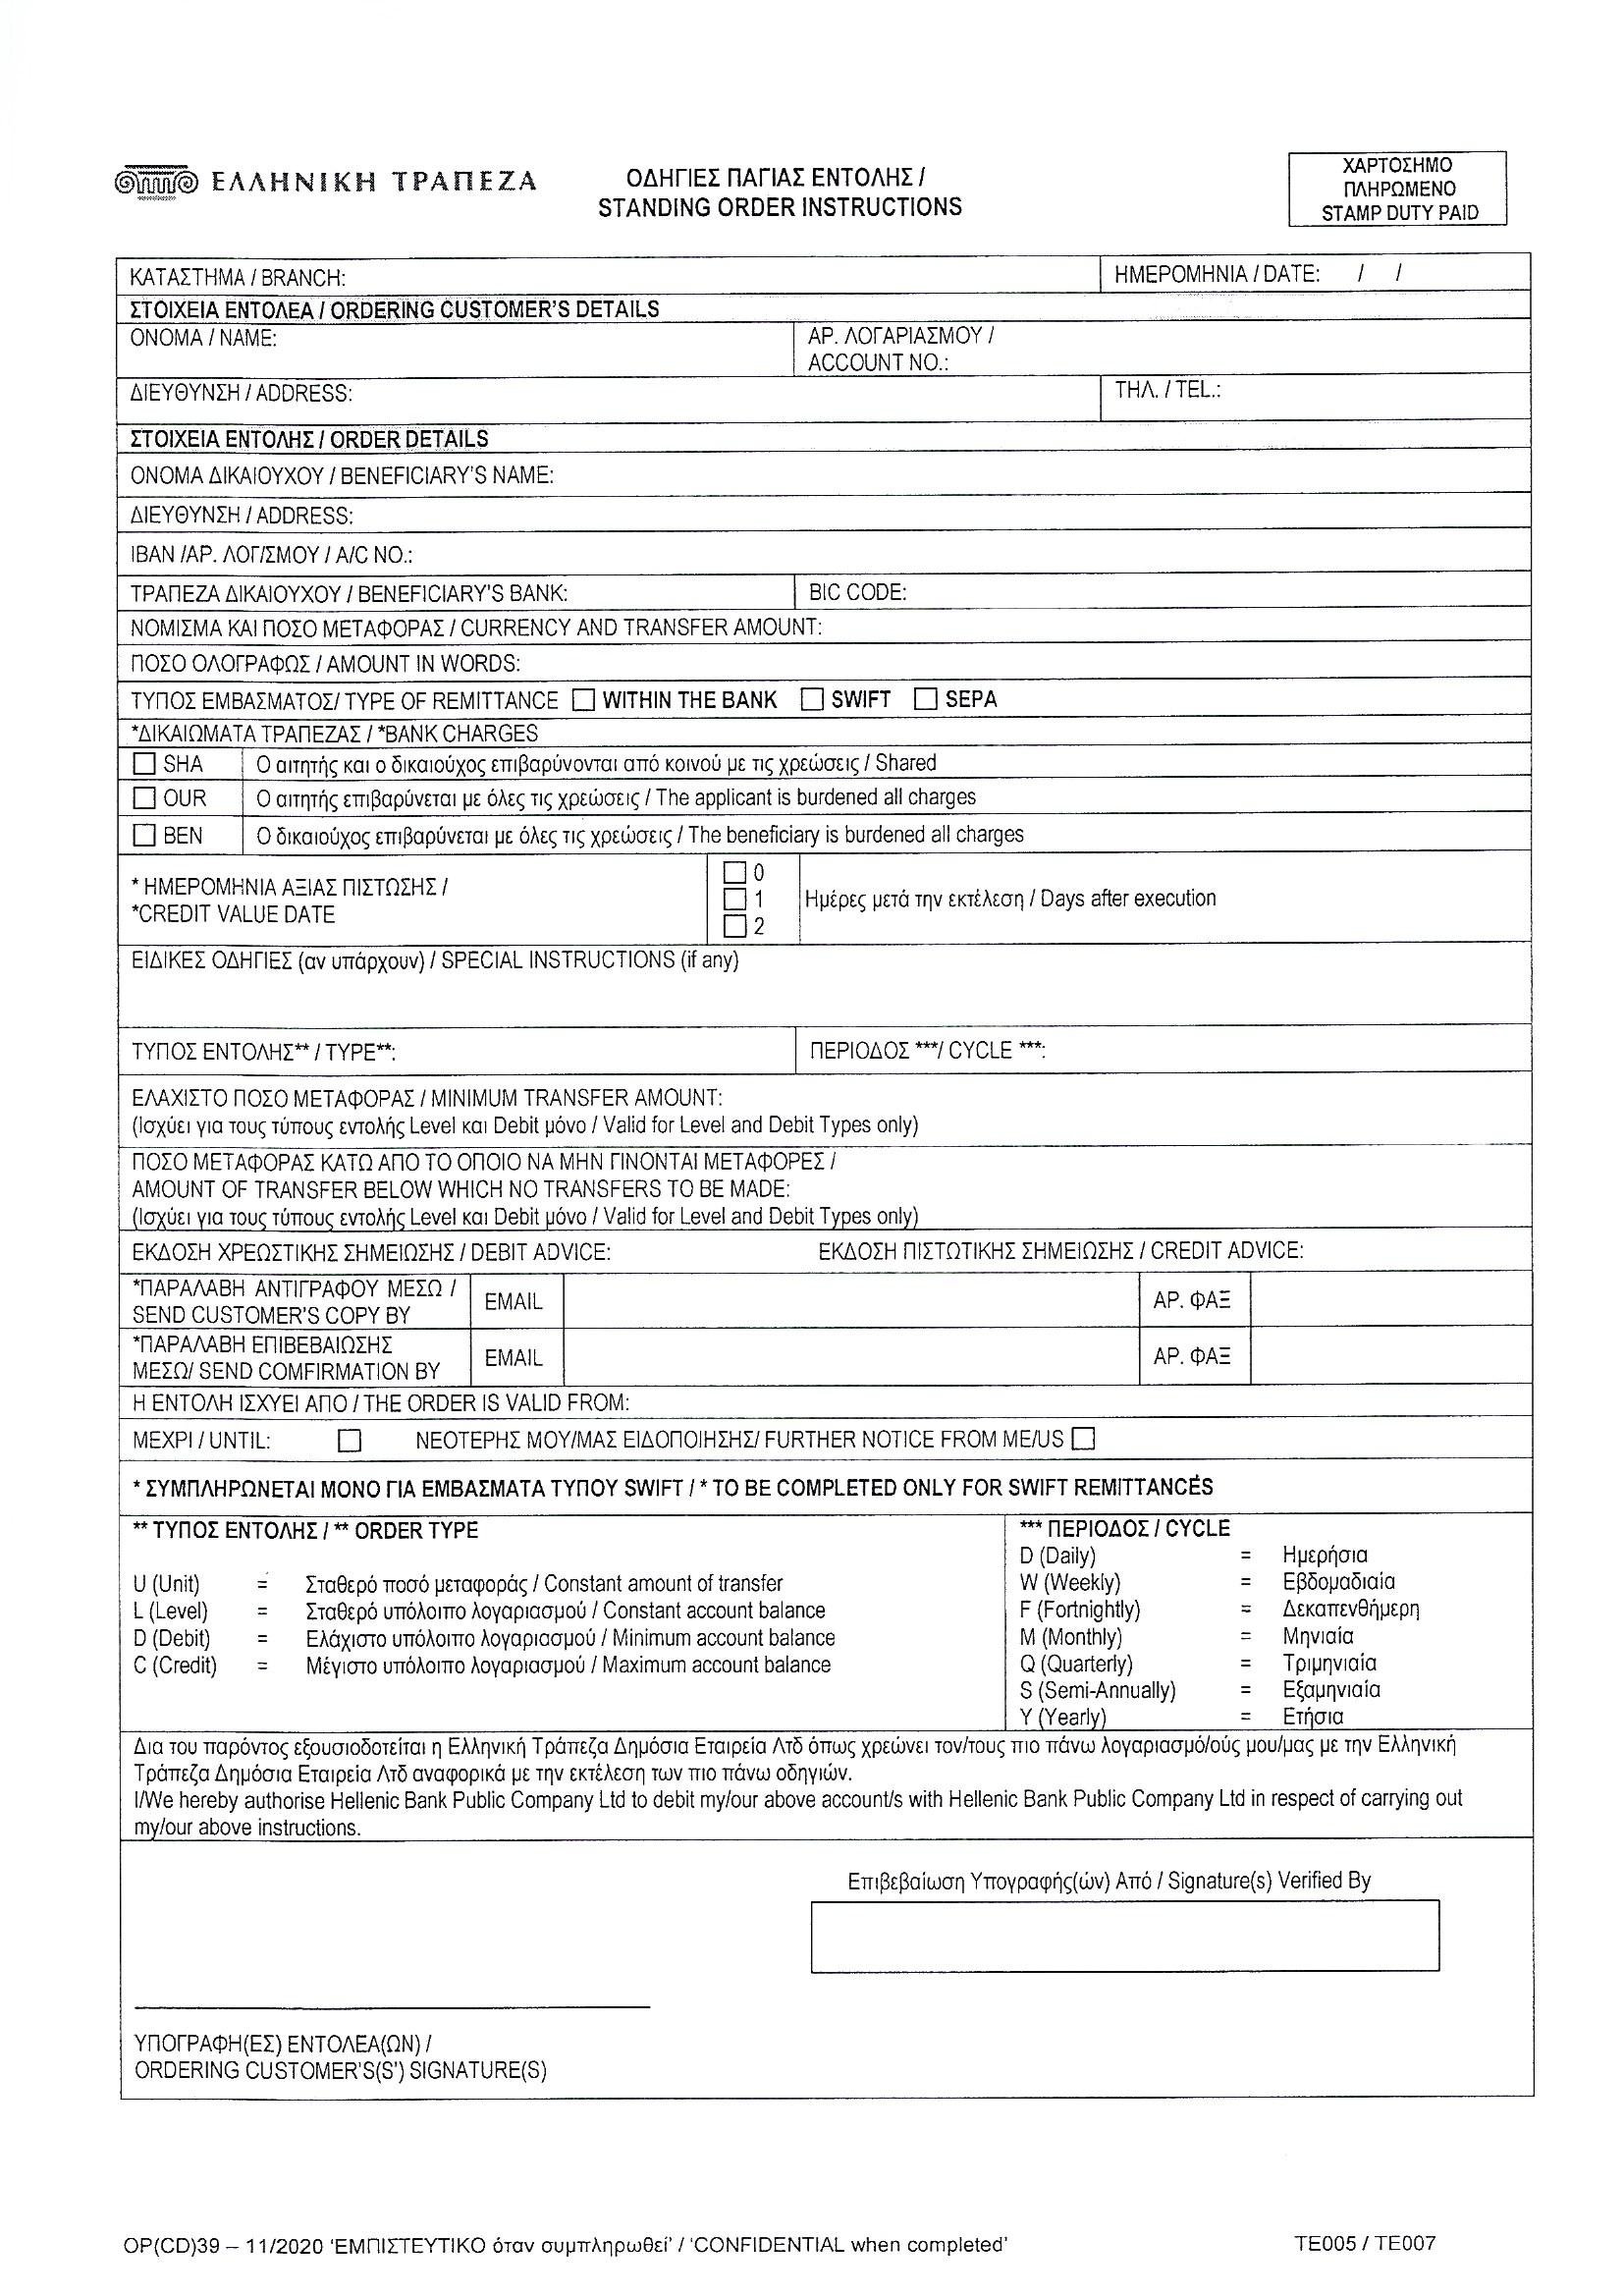 ΕΛΛΗΝΙΚΗ ΤΡΑΠΕΖΑ
ΟΔΗΓΙΕΣ ΠΑΓΙΑΣ ΕΝΤΟΛΗΣ /
STANDING ORDER INSTRUCTIONS
ΧΑΡΤΟΣΗΜΟ
ΠΛΗΡΩΜΕΝΟ
STAMP DUTY PAID
ΚΑΤΑΣΤΗΜΑ / BRANCH:
ΗΜΕΡΟΜΗΝΙΑ / DATE: / /
ΣΤΟΙΧΕΙΑ ΕΝΤΟΛΕΑ / ORDERING CUSTOMER'S DETAILS
ΟΝΟΜΑ / NAME:
ΑΡ. ΛΟΓΑΡΙΑΣΜΟΥ /
ACCOUNT NO.:
ΔΙΕΥΘΥΝΣΗ / ADDRESS:
ΤΗΛ. / TEL.:
ΣΤΟΙΧΕΙΑ ΕΝΤΟΛΗΣ / ORDER DETAILS
ΟΝΟΜΑ ΔΙΚΑΙΟΥΧΟΥ / BENEFICIARY'S NAME:
ΔΙΕΥΘΥΝΣΗ / ADDRESS:
IBAN /ΑΡ. ΛΟΓ/ΣΜΟΥ / A/C NO.:
ΤΡΑΠΕΖΑ ΔΙΚΑΙΟΥΧΟΥ / BENEFICIARY'S BANK:
BIC CODE:
ΝΟΜΙΣΜΑ ΚΑΙ ΠΟΣΟ ΜΕΤΑΦΟΡΑΣ / CURRENCY AND TRANSFER AMOUNT:
ΠΟΣΟ ΟΛΟΓΡΑΦΩΣ / AMOUNT IN WORDS:
ΤΥΠΟΣ ΕΜΒΑΣΜΑΤΟΣ/ TYPE OF REMITTANCE ☐ WITHIN THE BANK ☐ SWIFT ☐ SEPA
*ΔΙΚΑΙΩΜΑΤΑ ΤΡΑΠΕΖΑΣ / *BANK CHARGES
☐ SHA Ο αιτητής και ο δικαιούχος επιβαρύνονται από κοινού με τις χρεώσεις / Shared
☐ OUR Ο αιτητής επιβαρύνεται με όλες τις χρεώσεις / The applicant is burdened all charges
☐ BEN Ο δικαιούχος επιβαρύνεται με όλες τις χρεώσεις / The beneficiary is burdened all charges
* ΗΜΕΡΟΜΗΝΙΑ ΑΞΙΑΣ ΠΙΣΤΩΣΗΣ /
*CREDIT VALUE DATE
☐ 0
☐ 1
☐ 2
Ημέρες μετά την εκτέλεση / Days after execution
ΕΙΔΙΚΕΣ ΟΔΗΓΙΕΣ (αν υπάρχουν) / SPECIAL INSTRUCTIONS (if any)
ΤΥΠΟΣ ΕΝΤΟΛΗΣ** / TYPE**:
ΠΕΡΙΟΔΟΣ ***/ CYCLE ***:
ΕΛΑΧΙΣΤΟ ΠΟΣΟ ΜΕΤΑΦΟΡΑΣ / MINIMUM TRANSFER AMOUNT:
(Ισχύει για τους τύπους εντολής Level και Debit μόνο / Valid for Level and Debit Types only)
ΠΟΣΟ ΜΕΤΑΦΟΡΑΣ ΚΑΤΩ ΑΠΟ ΤΟ ΟΠΟΙΟ ΝΑ ΜΗΝ ΓΙΝΟΝΤΑΙ ΜΕΤΑΦΟΡΕΣ /
AMOUNT OF TRANSFER BELOW WHICH NO TRANSFERS TO BE MADE:
(Ισχύει για τους τύπους εντολής Level και Debit μόνο / Valid for Level and Debit Types only)
ΕΚΔΟΣΗ ΧΡΕΩΣΤΙΚΗΣ ΣΗΜΕΙΩΣΗΣ / DEBIT ADVICE:
ΕΚΔΟΣΗ ΠΙΣΤΩΤΙΚΗΣ ΣΗΜΕΙΩΣΗΣ / CREDIT ADVICE:
*ΠΑΡΑΛΑΒΗ ΑΝΤΙΓΡΑΦΟΥ ΜΕΣΩ /
SEND CUSTOMER'S COPY BY
EMAIL
ΑΡ. ΦΑΞ
*ΠΑΡΑΛΑΒΗ ΕΠΙΒΕΒΑΙΩΣΗΣ
ΜΕΣΩ/ SEND COMFIRMATION BY
EMAIL
ΑΡ. ΦΑΞ
Η ΕΝΤΟΛΗ ΙΣΧΥΕΙ ΑΠΟ / THE ORDER IS VALID FROM:
ΜΕΧΡΙ / UNTIL: ☐ ΝΕΟΤΕΡΗΣ ΜΟΥ/ΜΑΣ ΕΙΔΟΠΟΙΗΣΗΣ/ FURTHER NOTICE FROM ME/US ☐
* ΣΥΜΠΛΗΡΩΝΕΤΑΙ ΜΟΝΟ ΓΙΑ ΕΜΒΑΣΜΑΤΑ ΤΥΠΟΥ SWIFT / * TO BE COMPLETED ONLY FOR SWIFT REMITTANCES
** ΤΥΠΟΣ ΕΝΤΟΛΗΣ / ** ORDER TYPE
U (Unit) = Σταθερό ποσό μεταφοράς / Constant amount of transfer
L (Level) = Σταθερό υπόλοιπο λογαριασμού / Constant account balance
D (Debit) = Ελάχιστο υπόλοιπο λογαριασμού / Minimum account balance
C (Credit) = Μέγιστο υπόλοιπο λογαριασμού / Maximum account balance
*** ΠΕΡΙΟΔΟΣ / CYCLE
D (Daily) = Ημερήσια
W (Weekly) = Εβδομαδιαία
F (Fortnightly) = Δεκαπενθήμερη
M (Monthly) = Μηνιαία
Q (Quarterly) = Τριμηνιαία
S (Semi-Annually) = Εξαμηνιαία
Y (Yearly) = Ετήσια
Δια του παρόντος εξουσιοδοτείται η Ελληνική Τράπεζα Δημόσια Εταιρεία Λτδ όπως χρεώνει τον/τους πιο πάνω λογαριασμό/ούς μου/μας με την Ελληνική
Τράπεζα Δημόσια Εταιρεία Λτδ αναφορικά με την εκτέλεση των πιο πάνω οδηγιών.
I/We hereby authorise Hellenic Bank Public Company Ltd to debit my/our above account/s with Hellenic Bank Public Company Ltd in respect of carrying out
my/our above instructions.
Επιβεβαίωση Υπογραφής(ών) Από / Signature(s) Verified By
ΥΠΟΓΡΑΦΗ(ΕΣ) ΕΝΤΟΛΕΑ(ΩΝ) /
ORDERING CUSTOMER'S(S') SIGNATURE(S)
OP(CD)39 – 11/2020 'ΕΜΠΙΣΤΕΥΤΙΚΟ όταν συμπληρωθεί' / 'CONFIDENTIAL when completed'
TE005 / TE007